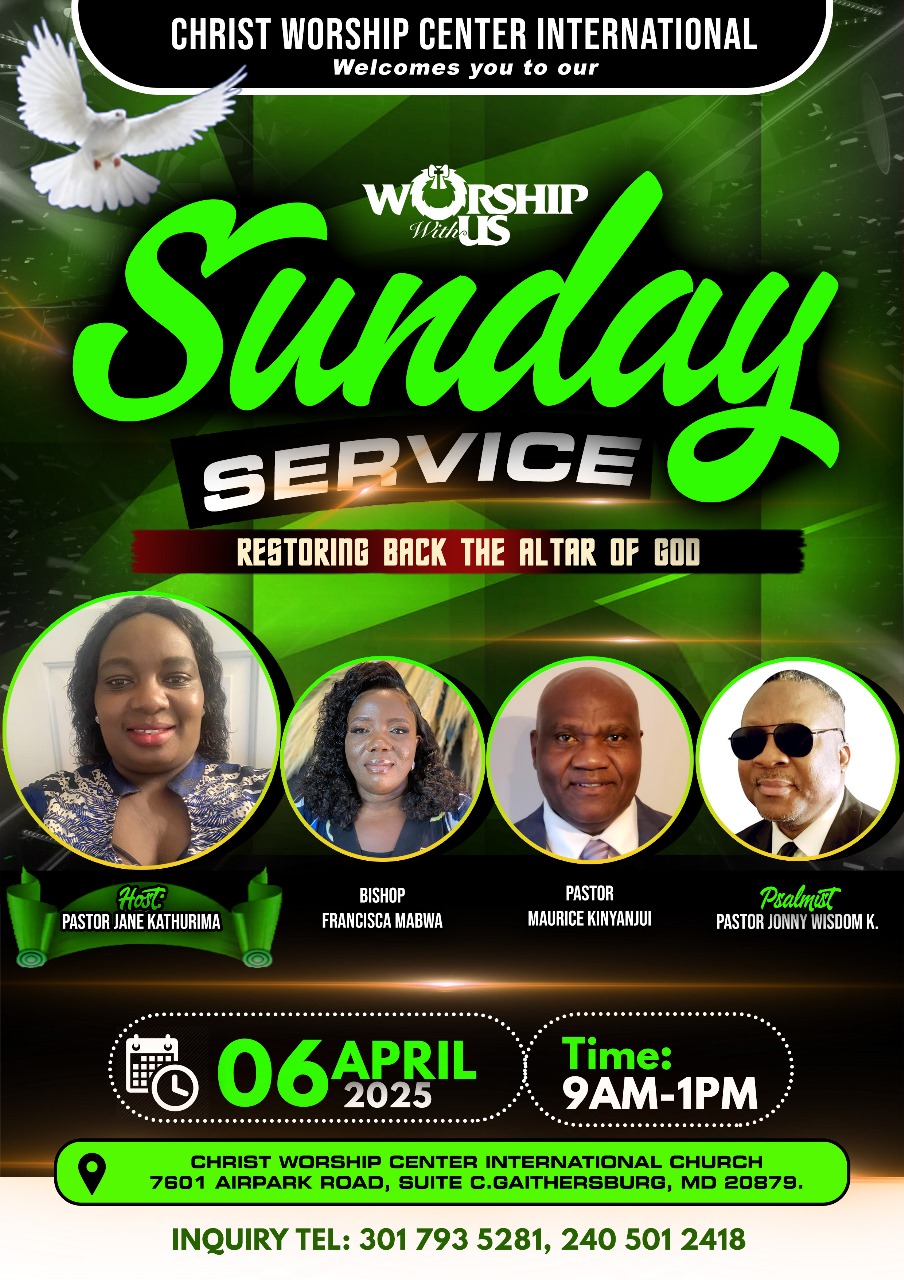 CHRIST WORSHIP CENTER INTERNATIONAL
Welcomes you to our
WORSHIP
With US
Sunday
SERVICE
RESTORING BACK THE ALTAR OF GOD
Host:
PASTOR JANE KATHURIMA
BISHOP
FRANCISCA MABWA
PASTOR
MAURICE KINYANJUI
Psalmist
PASTOR JONNY WISDOM K.
06 APRIL
2025
Time:
9AM-1PM
CHRIST WORSHIP CENTER INTERNATIONAL CHURCH
7601 AIRPARK ROAD, SUITE C.GAITHERSBURG, MD 20879.
INQUIRY TEL: 301 793 5281, 240 501 2418